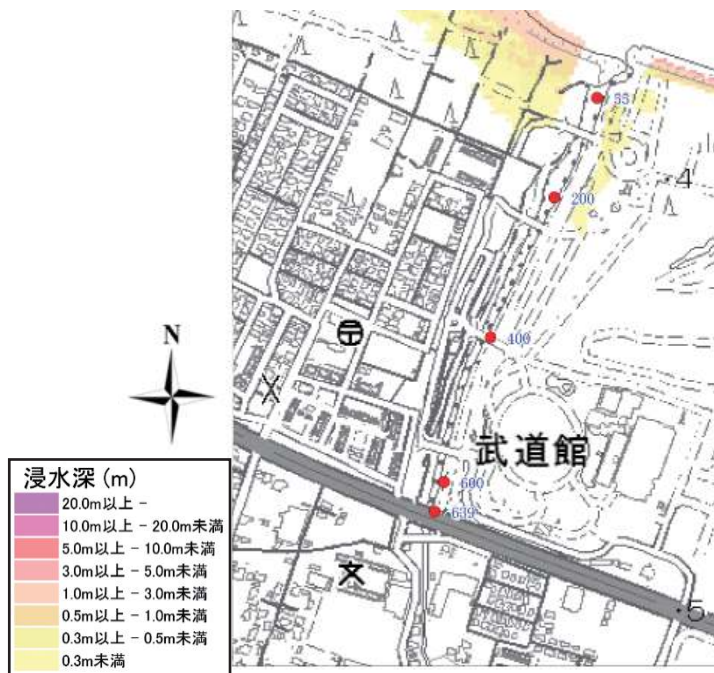 55
4
200
400
N
武道館
600
639
5
浸水深 (m)
20.0m以上 -
10.0m以上 - 20.0m未満
5.0m以上 - 10.0m未満
3.0m以上 - 5.0m未満
1.0m以上 - 3.0m未満
0.5m以上 - 1.0m未満
0.3m以上 - 0.5m未満
0.3m未満